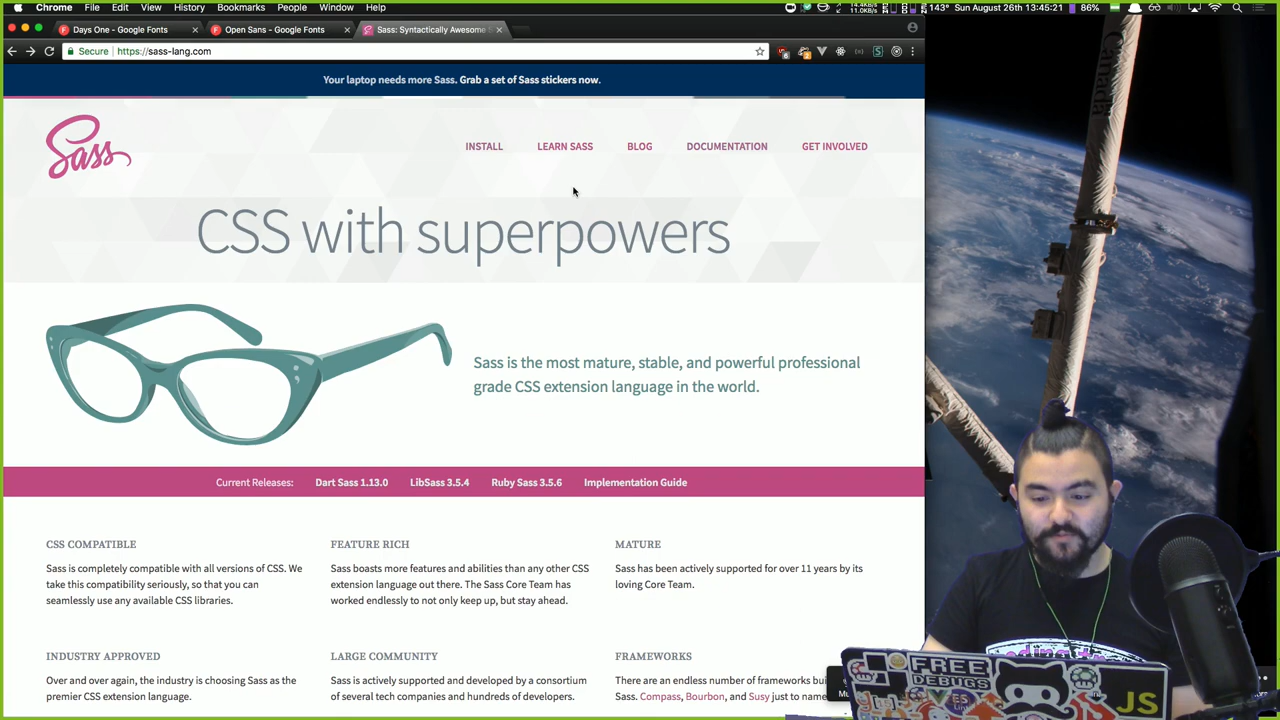 Chrome File Edit View History Bookmarks People Window Help
14.4KB/s
11.0KB/s
143° Sun August 26th 13:45:21 86%
Days One - Google Fonts
Open Sans - Google Fonts
Sass: Syntactically Awesome
Secure https://sass-lang.com
Your laptop needs more Sass. Grab a set of Sass stickers now.
Sass
INSTALL LEARN SASS BLOG DOCUMENTATION GET INVOLVED
Canada
CSS with superpowers
Sass is the most mature, stable, and powerful professional
grade CSS extension language in the world.
Current Releases: Dart Sass 1.13.0 LibSass 3.5.4 Ruby Sass 3.5.6 Implementation Guide
CSS COMPATIBLE
Sass is completely compatible with all versions of CSS. We
take this compatibility seriously, so that you can
seamlessly use any available CSS libraries.
FEATURE RICH
Sass boasts more features and abilities than any other CSS
extension language out there. The Sass Core Team has
worked endlessly to not only keep up, but stay ahead.
MATURE
Sass has been actively supported for over 11 years by its
loving Core Team.
INDUSTRY APPROVED
Over and over again, the industry is choosing Sass as the
premier CSS extension language.
LARGE COMMUNITY
Sass is actively supported and developed by a consortium
of several tech companies and hundreds of developers.
FRAMEWORKS
There are an endless number of frameworks bui
Sass. Compass, Bourbon, and Susy just to name
FREE
DEBUGS
JS